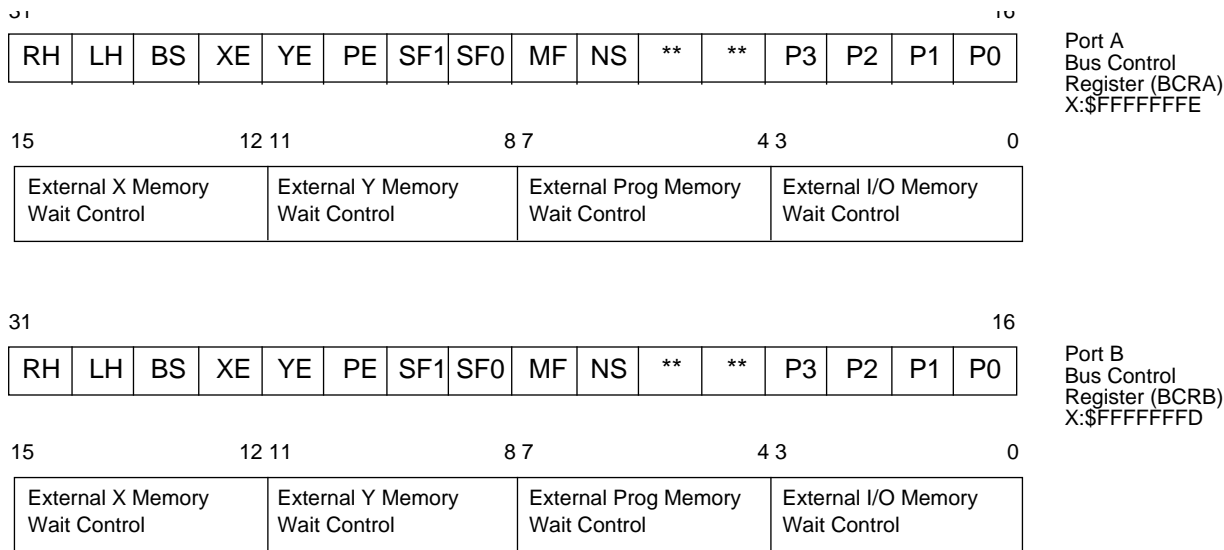 31 16
RH LH BS XE YE PE SF1 SF0 MF NS ** ** P3 P2 P1 P0
Port A
Bus Control
Register (BCRA)
X:$FFFFFFFE
15 12 11 8 7 4 3 0
External X Memory
Wait Control
External Y Memory
Wait Control
External Prog Memory
Wait Control
External I/O Memory
Wait Control
31 16
RH LH BS XE YE PE SF1 SF0 MF NS ** ** P3 P2 P1 P0
Port B
Bus Control
Register (BCRB)
X:$FFFFFFFD
15 12 11 8 7 4 3 0
External X Memory
Wait Control
External Y Memory
Wait Control
External Prog Memory
Wait Control
External I/O Memory
Wait Control